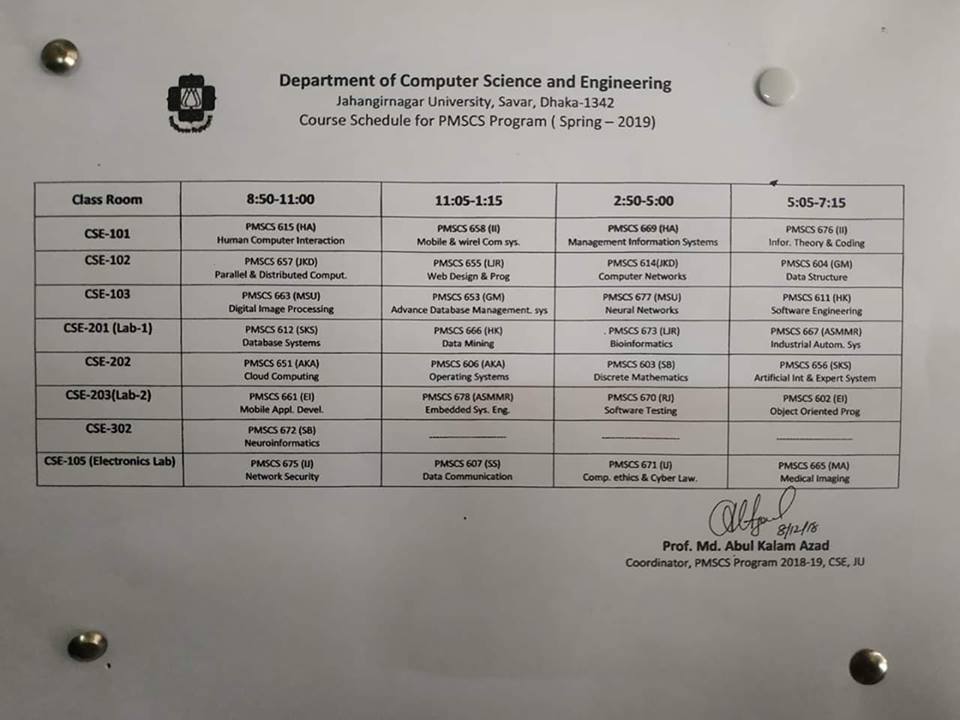 Department of Computer Science and Engineering
Jahangirnagar University, Savar, Dhaka-1342
Course Schedule for PMSCS Program ( Spring – 2019)
Class Room 8:50-11:00 11:05-1:15 2:50-5:00 5:05-7:15
CSE-101 PMSCS 615 (HA) PMSCS 658 (II) PMSCS 669 (HA) PMSCS 676 (II)
Human Computer Interaction Mobile & wirel Com sys. Management Information Systems Infor. Theory & Coding
CSE-102 PMSCS 657 (JKD) PMSCS 655 (LJR) PMSCS 614(JKD) PMSCS 604 (GM)
Parallel & Distributed Comput. Web Design & Prog Computer Networks Data Structure
CSE-103 PMSCS 663 (MSU) PMSCS 653 (GM) PMSCS 677 (MSU) PMSCS 611 (HK)
Digital Image Processing Advance Database Management. sys Neural Networks Software Engineering
CSE-201 (Lab-1) PMSCS 612 (SKS) PMSCS 666 (HK) . PMSCS 673 (LJR) PMSCS 667 (ASMMR)
Database Systems Data Mining Bioinformatics Industrial Autom. Sys
CSE-202 PMSCS 651 (AKA) PMSCS 606 (AKA) PMSCS 603 (SB) PMSCS 656 (SKS)
Cloud Computing Operating Systems Discrete Mathematics Artificial Int & Expert System
CSE-203(Lab-2) PMSCS 661 (EI) PMSCS 678 (ASMMR) PMSCS 670 (RJ) PMSCS 602 (EI)
Mobile Appl. Devel. Embedded Sys. Eng. Software Testing Object Oriented Prog
CSE-302 PMSCS 672 (SB)
Neuroinformatics -------------------- -------------------- --------------------
CSE-105 (Electronics Lab) PMSCS 675 (IJ) PMSCS 607 (SS) PMSCS 671 (IJ) PMSCS 665 (MA)
Network Security Data Communication Comp. ethics & Cyber Law. Medical Imaging
8/12/18
Prof. Md. Abul Kalam Azad
Coordinator, PMSCS Program 2018-19, CSE, JU